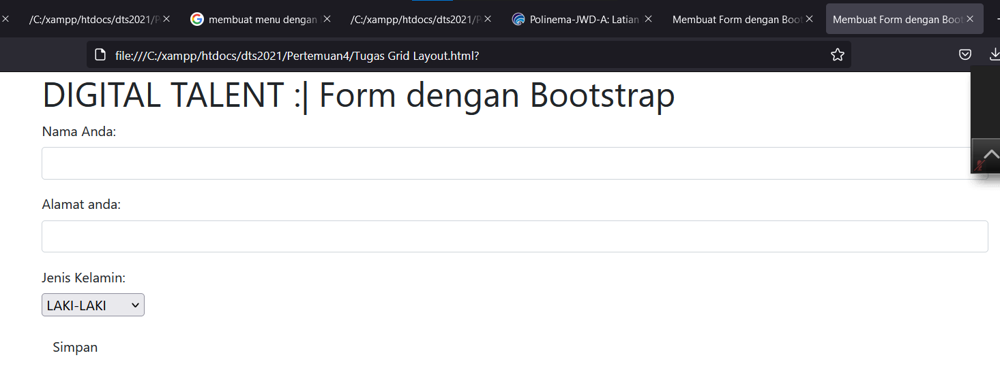 /C:/xampp/htdocs/dts2021/P
membuat menu dengan
/C:/xampp/htdocs/dts2021/P
Polinema-JWD-A: Latian
Membuat Form dengan Boot
Membuat Form dengan Boot
file:///C:/xampp/htdocs/dts2021/Pertemuan4/Tugas Grid Layout.html?
DIGITAL TALENT :| Form dengan Bootstrap
Nama Anda:
Alamat anda:
Jenis Kelamin:
LAKI-LAKI
Simpan